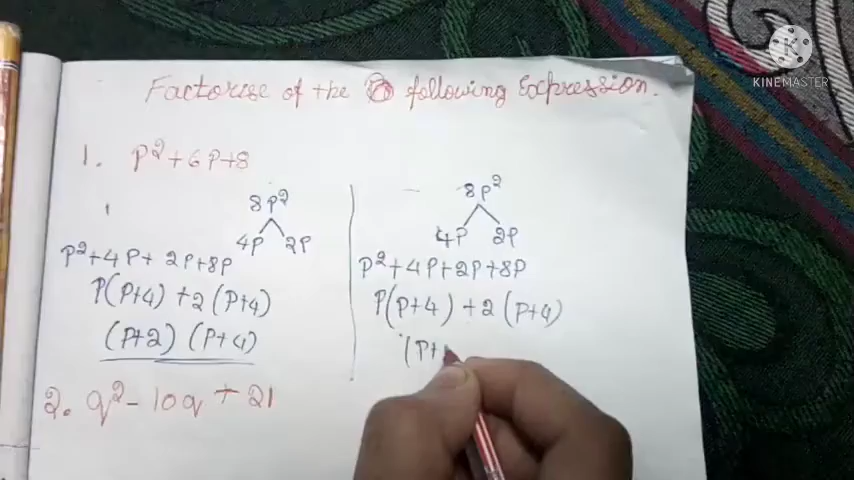 Factorise of the following Expression.
1. p²+6p+8
8p²
4p 2p
p²+4p+2p+8p
p(p+4)+2(p+4)
(p+2)(p+4)
8p²
4p 2p
p²+4p+2p+8p
p(p+4)+2(p+4)
(p+
2. q²-10q+21
KINEMASTER